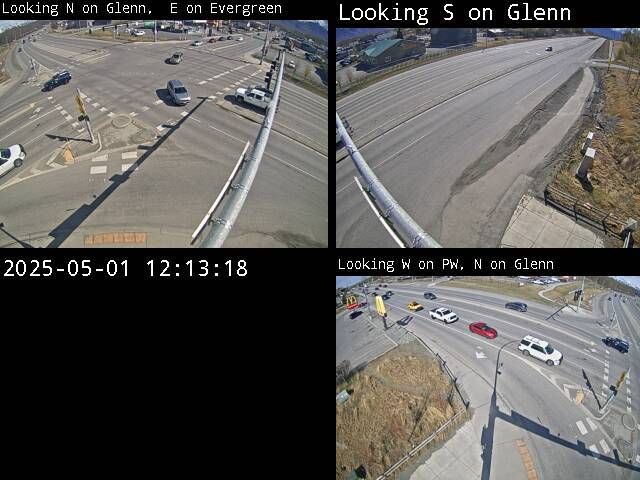 Looking N on Glenn,  E on Evergreen
Looking S on Glenn
2025-05-01 12:13:18
Looking W on PW, N on Glenn